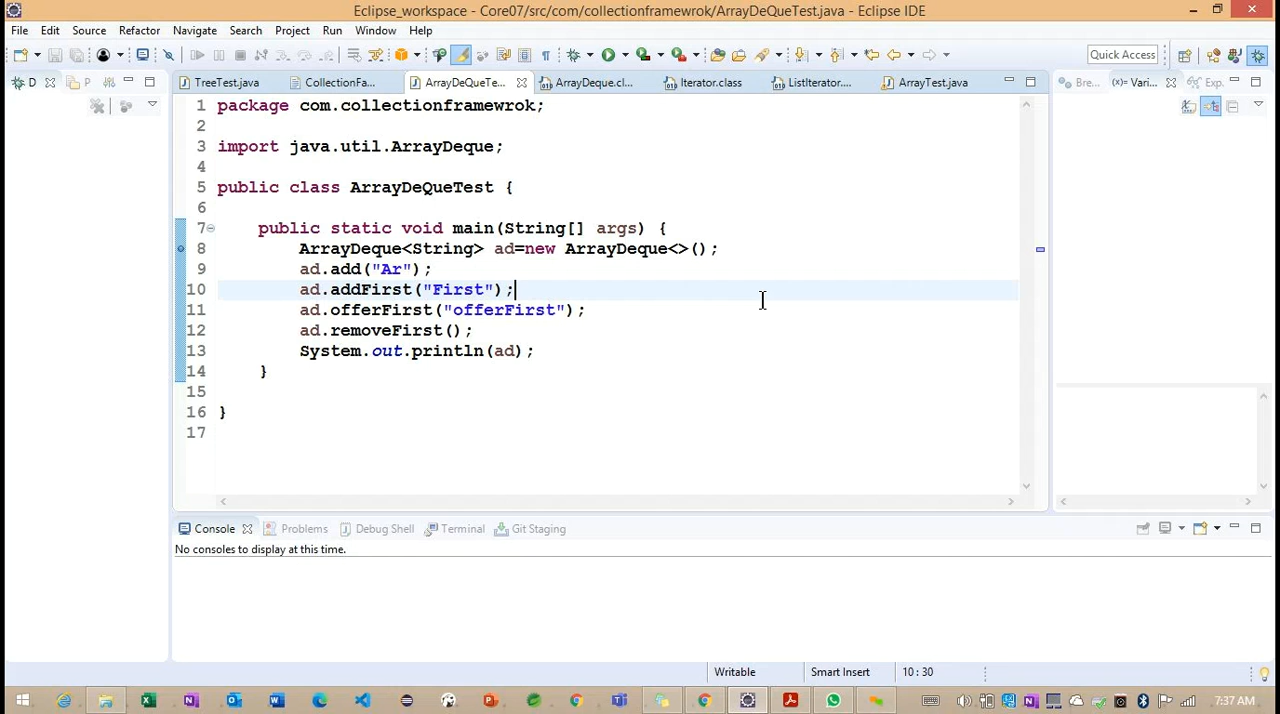 Eclipse_workspace - Core07/src/com/collectionframewrok/ArrayDeQueTest.java - Eclipse IDE
File Edit Source Refactor Navigate Search Project Run Window Help
Quick Access
D P TreeTest.java CollectionFa... ArrayDeQueTe... ArrayDeque.cl... Iterator.class ListIterator.... ArrayTest.java Bre... (x)= Vari... Exp...
1 package com.collectionframewrok;
2
3 import java.util.ArrayDeque;
4
5 public class ArrayDeQueTest {
6
7 public static void main(String[] args) {
8 ArrayDeque<String> ad=new ArrayDeque<>();
9 ad.add("Ar");
10 ad.addFirst("First");
11 ad.offerFirst("offerFirst");
12 ad.removeFirst();
13 System.out.println(ad);
14 }
15
16 }
17
Console Problems Debug Shell Terminal Git Staging
No consoles to display at this time.
Writable Smart Insert 10 : 30
7:37 AM